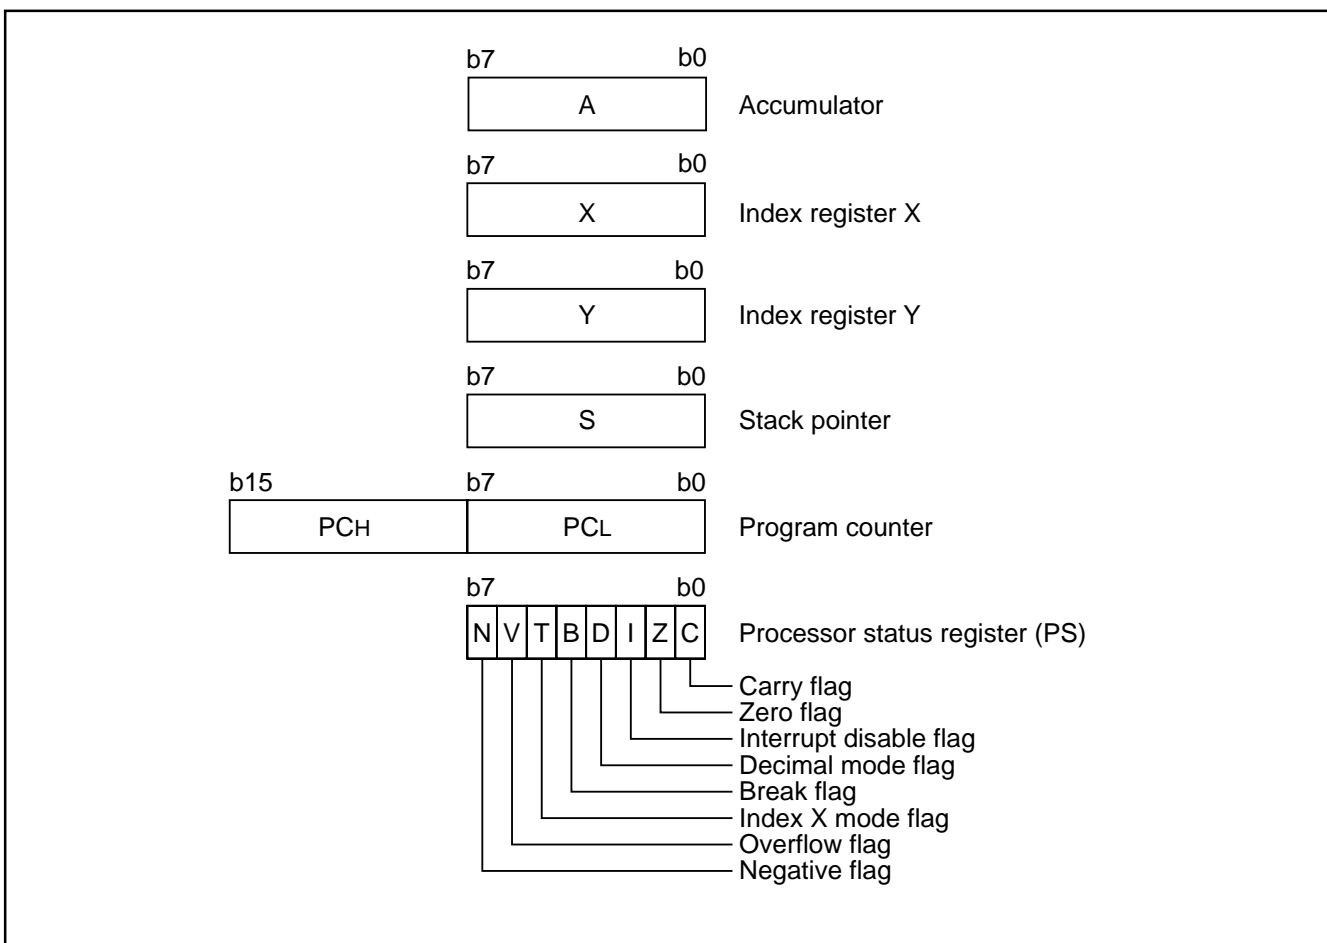 b7 b0
A Accumulator
b7 b0
X Index register X
b7 b0
Y Index register Y
b7 b0
S Stack pointer
b15 b7 b0
PCH PCL Program counter
b7 b0
N V T B D I Z C Processor status register (PS)
Carry flag
Zero flag
Interrupt disable flag
Decimal mode flag
Break flag
Index X mode flag
Overflow flag
Negative flag